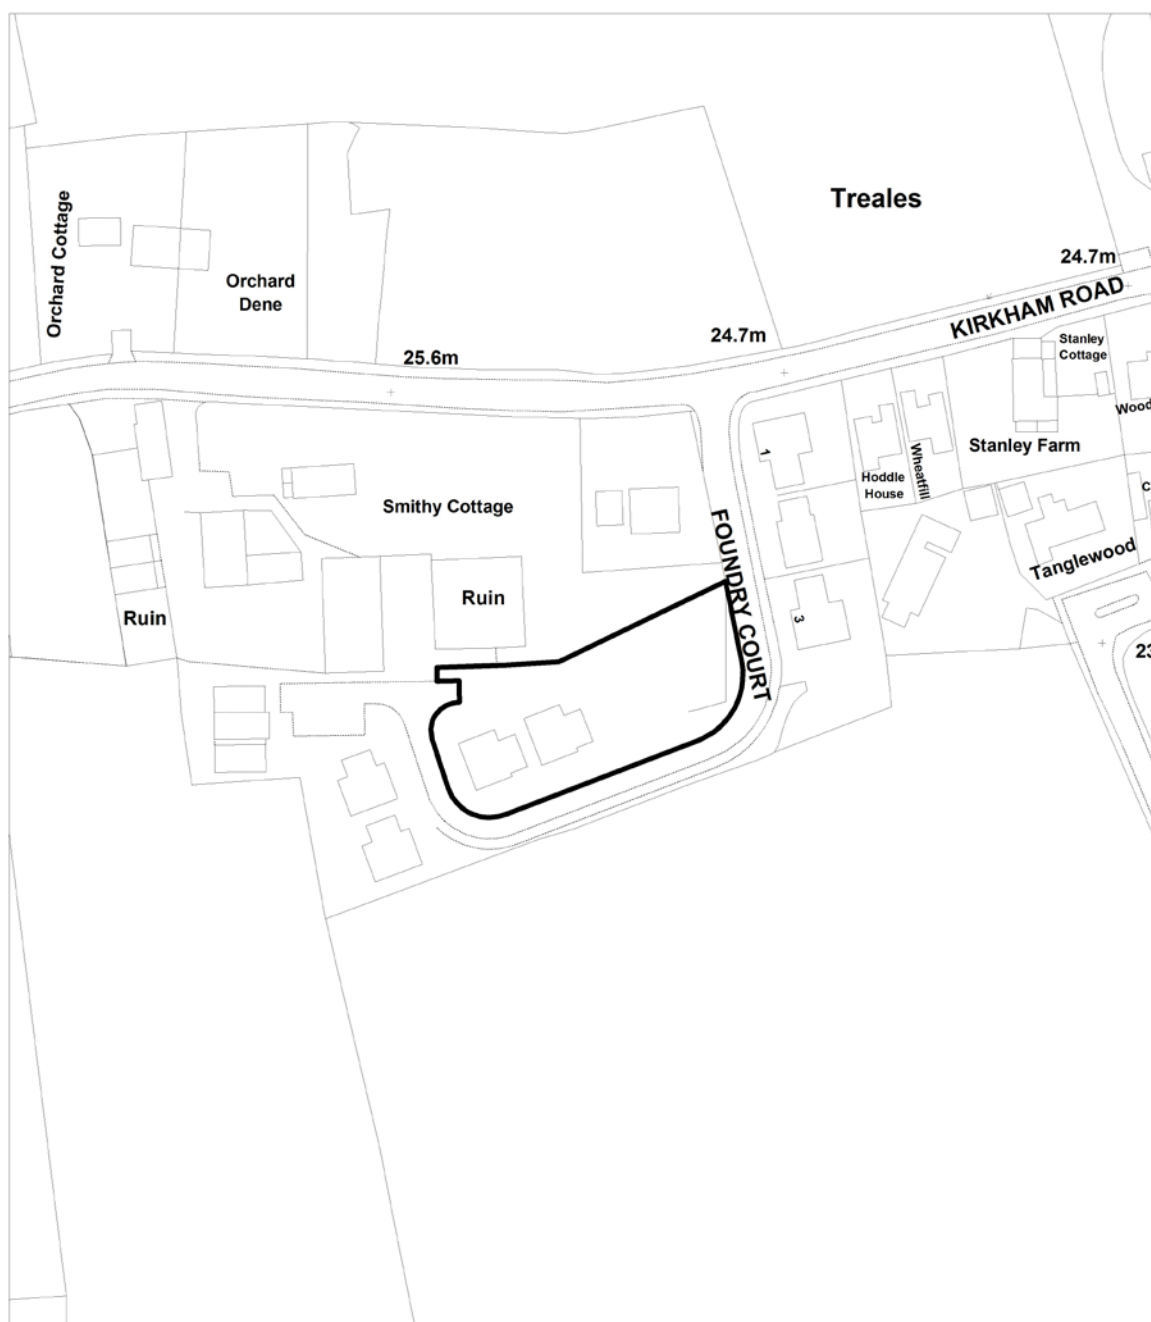 Treales
Orchard Cottage
24.7m
Orchard
Dene
KIRKHAM ROAD
24.7m
Stanley
Cottage
25.6m
Wood
Stanley Farm
1
Hoddle
House
Wheatfill
C
Smithy Cottage
FOUNDRY COURT
Tanglewood
Ruin
Ruin
3
23